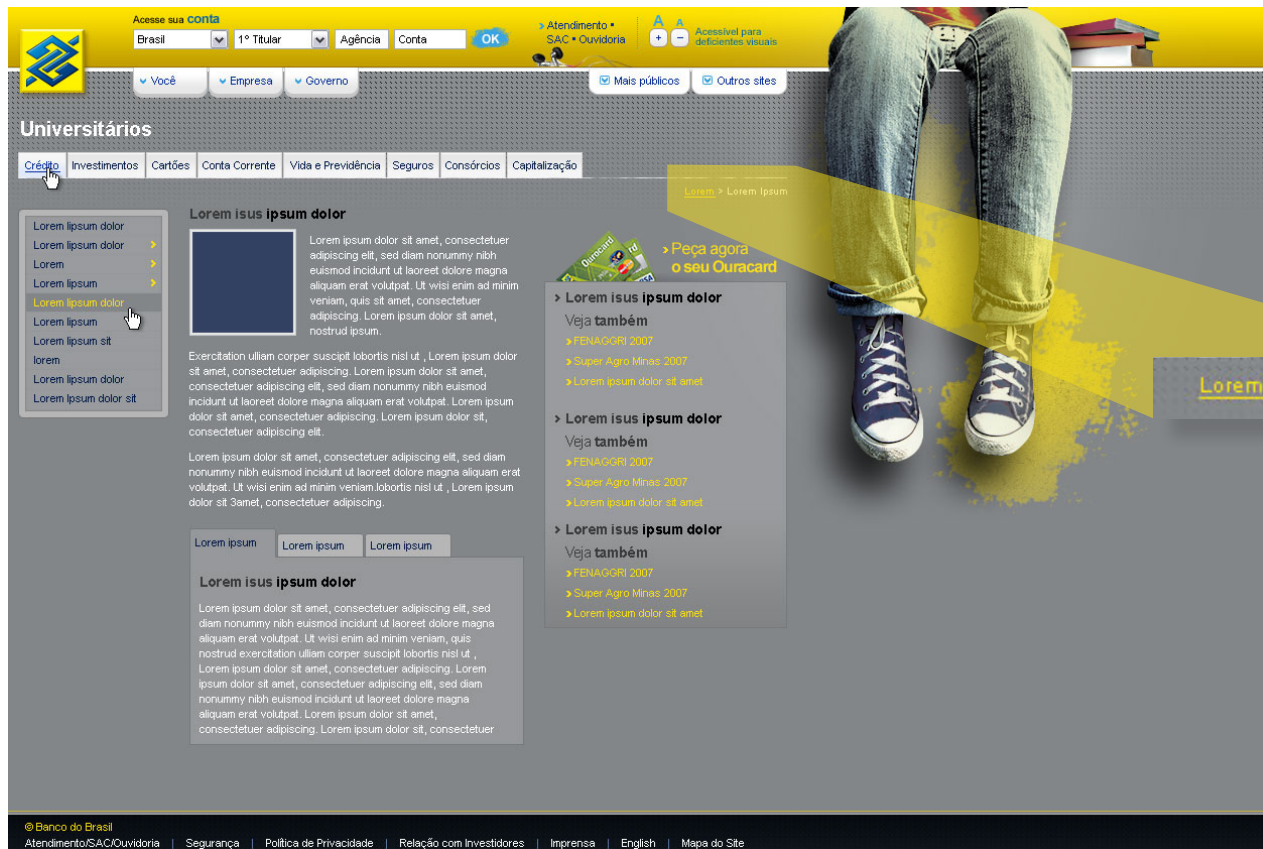 Acesse sua conta
Brasil 1º Titular Agência Conta OK
Atendimento •
SAC • Ouvidoria
A A
+ −
Acessível para
deficientes visuais
Você Empresa Governo
Mais públicos Outros sites
Universitários
Crédito Investimentos Cartões Conta Corrente Vida e Previdência Seguros Consórcios Capitalização
Lorem > Lorem Ipsum
Lorem lipsum dolor
Lorem lipsum dolor
Lorem
Lorem lipsum
Lorem lipsum dolor
Lorem lipsum
Lorem lipsum sit
lorem
Lorem lipsum dolor
Lorem Ipsum dolor sit
Lorem isus ipsum dolor
Lorem ipsum dolor sit amet, consectetuer
adipiscing elit, sed diam nonummy nibh
euismod incidunt ut laoreet dolore magna
aliquam erat volutpat. Ut wisi enim ad minim
veniam, quis sit amet, consectetuer
adipiscing. Lorem ipsum dolor sit amet,
nostrud ipsum.
Exercitation ulliam corper suscipit lobortis nisl ut , Lorem ipsum dolor
sit amet, consectetuer adipiscing. Lorem ipsum dolor sit amet,
consectetuer adipiscing elit, sed diam nonummy nibh euismod
incidunt ut laoreet dolore magna aliquam erat volutpat. Lorem ipsum
dolor sit amet, consectetuer adipiscing. Lorem ipsum dolor sit,
consectetuer adipiscing elit.
Lorem ipsum dolor sit amet, consectetuer adipiscing elit, sed diam
nonummy nibh euismod incidunt ut laoreet dolore magna aliquam erat
volutpat. Ut wisi enim ad minim veniam.lobortis nisl ut , Lorem ipsum
dolor sit 3amet, consectetuer adipiscing.
Lorem ipsum Lorem ipsum Lorem ipsum
Lorem isus ipsum dolor
Lorem ipsum dolor sit amet, consectetuer adipiscing elit, sed
diam nonummy nibh euismod incidunt ut laoreet dolore magna
aliquam erat volutpat. Ut wisi enim ad minim veniam, quis
nostrud exercitation ulliam corper suscipit lobortis nisl ut ,
Lorem ipsum dolor sit amet, consectetuer adipiscing. Lorem
ipsum dolor sit amet, consectetuer adipiscing elit, sed diam
nonummy nibh euismod incidunt ut laoreet dolore magna
aliquam erat volutpat. Lorem ipsum dolor sit amet,
consectetuer adipiscing. Lorem ipsum dolor sit, consectetuer
Ourocard
Peça agora
o seu Ouracard
Lorem isus ipsum dolor
Veja também
FENAGGRI 2007
Super Agro Minas 2007
Lorem ipsum dolor sit amet
Lorem isus ipsum dolor
Veja também
FENAGGRI 2007
Super Agro Minas 2007
Lorem ipsum dolor sit amet
Lorem isus ipsum dolor
Veja também
FENAGGRI 2007
Super Agro Minas 2007
Lorem ipsum dolor sit amet
Lorem
© Banco do Brasil
Atendimento/SAC/Ouvidoria | Segurança | Política de Privacidade | Relação com Investidores | Imprensa | English | Mapa do Site